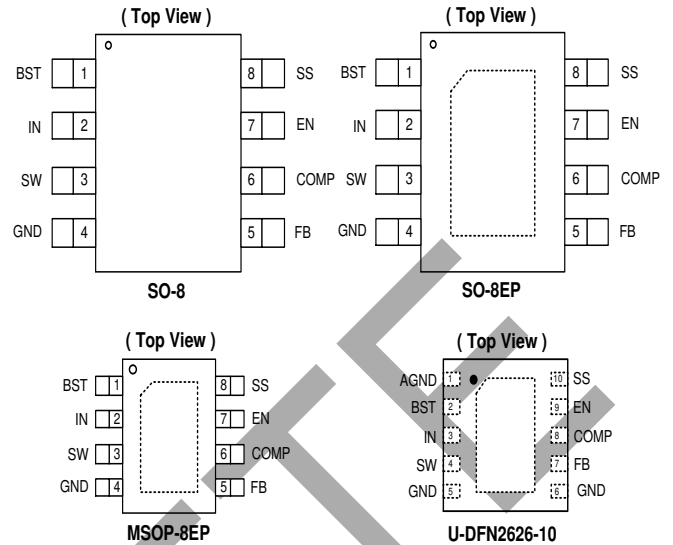 ( Top View ) ( Top View )
BST 1 8 SS BST 1 8 SS
IN 2 7 EN IN 2 7 EN
SW 3 6 COMP SW 3 6 COMP
GND 4 5 FB GND 4 5 FB
SO-8 SO-8EP
( Top View ) ( Top View )
BST 1 8 SS AGND 1 10 SS
IN 2 7 EN BST 2 9 EN
SW 3 6 COMP IN 3 8 COMP
GND 4 5 FB SW 4 7 FB
GND 5 6 GND
MSOP-8EP U-DFN2626-10